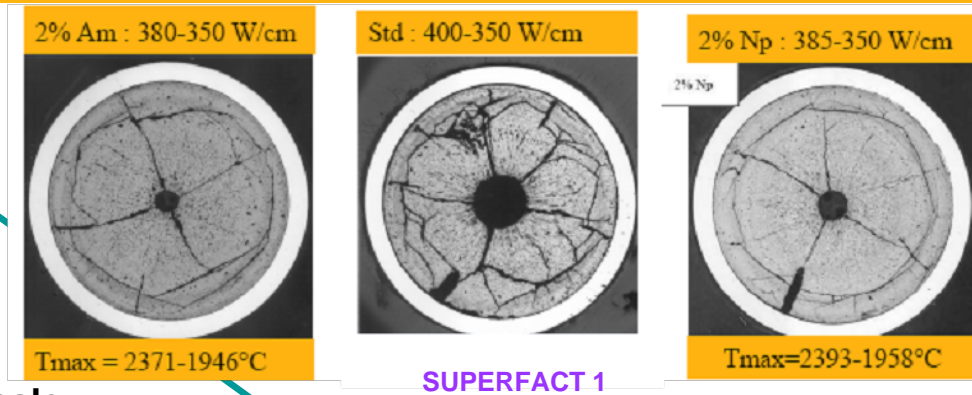 2% Am : 380-350 W/cm
Std : 400-350 W/cm
2% Np : 385-350 W/cm
2% Np
Tmax = 2371-1946°C
Tmax=2393-1958°C
SUPERFACT 1